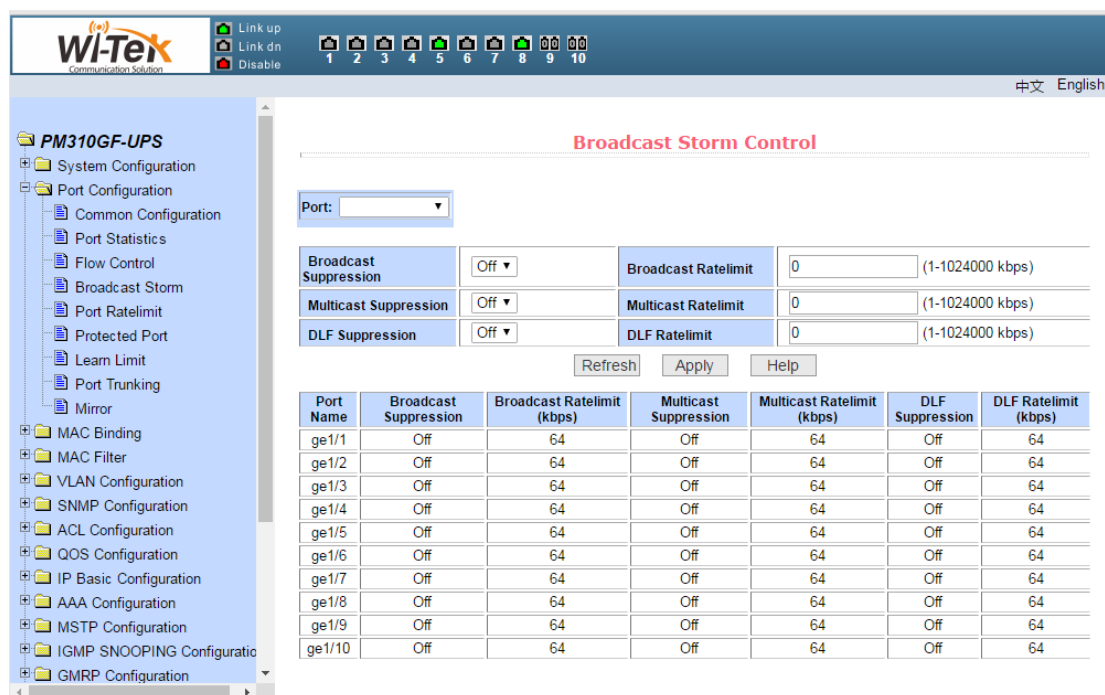 Wi-Tek
Communication Solution
Link up
Link dn
Disable
1 2 3 4 5 6 7 8 9 10
中文 English
PM310GF-UPS
System Configuration
Port Configuration
Common Configuration
Port Statistics
Flow Control
Broadcast Storm
Port Ratelimit
Protected Port
Learn Limit
Port Trunking
Mirror
MAC Binding
MAC Filter
VLAN Configuration
SNMP Configuration
ACL Configuration
QOS Configuration
IP Basic Configuration
AAA Configuration
MSTP Configuration
IGMP SNOOPING Configuratio
GMRP Configuration
Broadcast Storm Control
Port:
Broadcast Suppression Off Broadcast Ratelimit 0 (1-1024000 kbps)
Multicast Suppression Off Multicast Ratelimit 0 (1-1024000 kbps)
DLF Suppression Off DLF Ratelimit 0 (1-1024000 kbps)
Refresh Apply Help
Port Name Broadcast Suppression Broadcast Ratelimit (kbps) Multicast Suppression Multicast Ratelimit (kbps) DLF Suppression DLF Ratelimit (kbps)
ge1/1 Off 64 Off 64 Off 64
ge1/2 Off 64 Off 64 Off 64
ge1/3 Off 64 Off 64 Off 64
ge1/4 Off 64 Off 64 Off 64
ge1/5 Off 64 Off 64 Off 64
ge1/6 Off 64 Off 64 Off 64
ge1/7 Off 64 Off 64 Off 64
ge1/8 Off 64 Off 64 Off 64
ge1/9 Off 64 Off 64 Off 64
ge1/10 Off 64 Off 64 Off 64